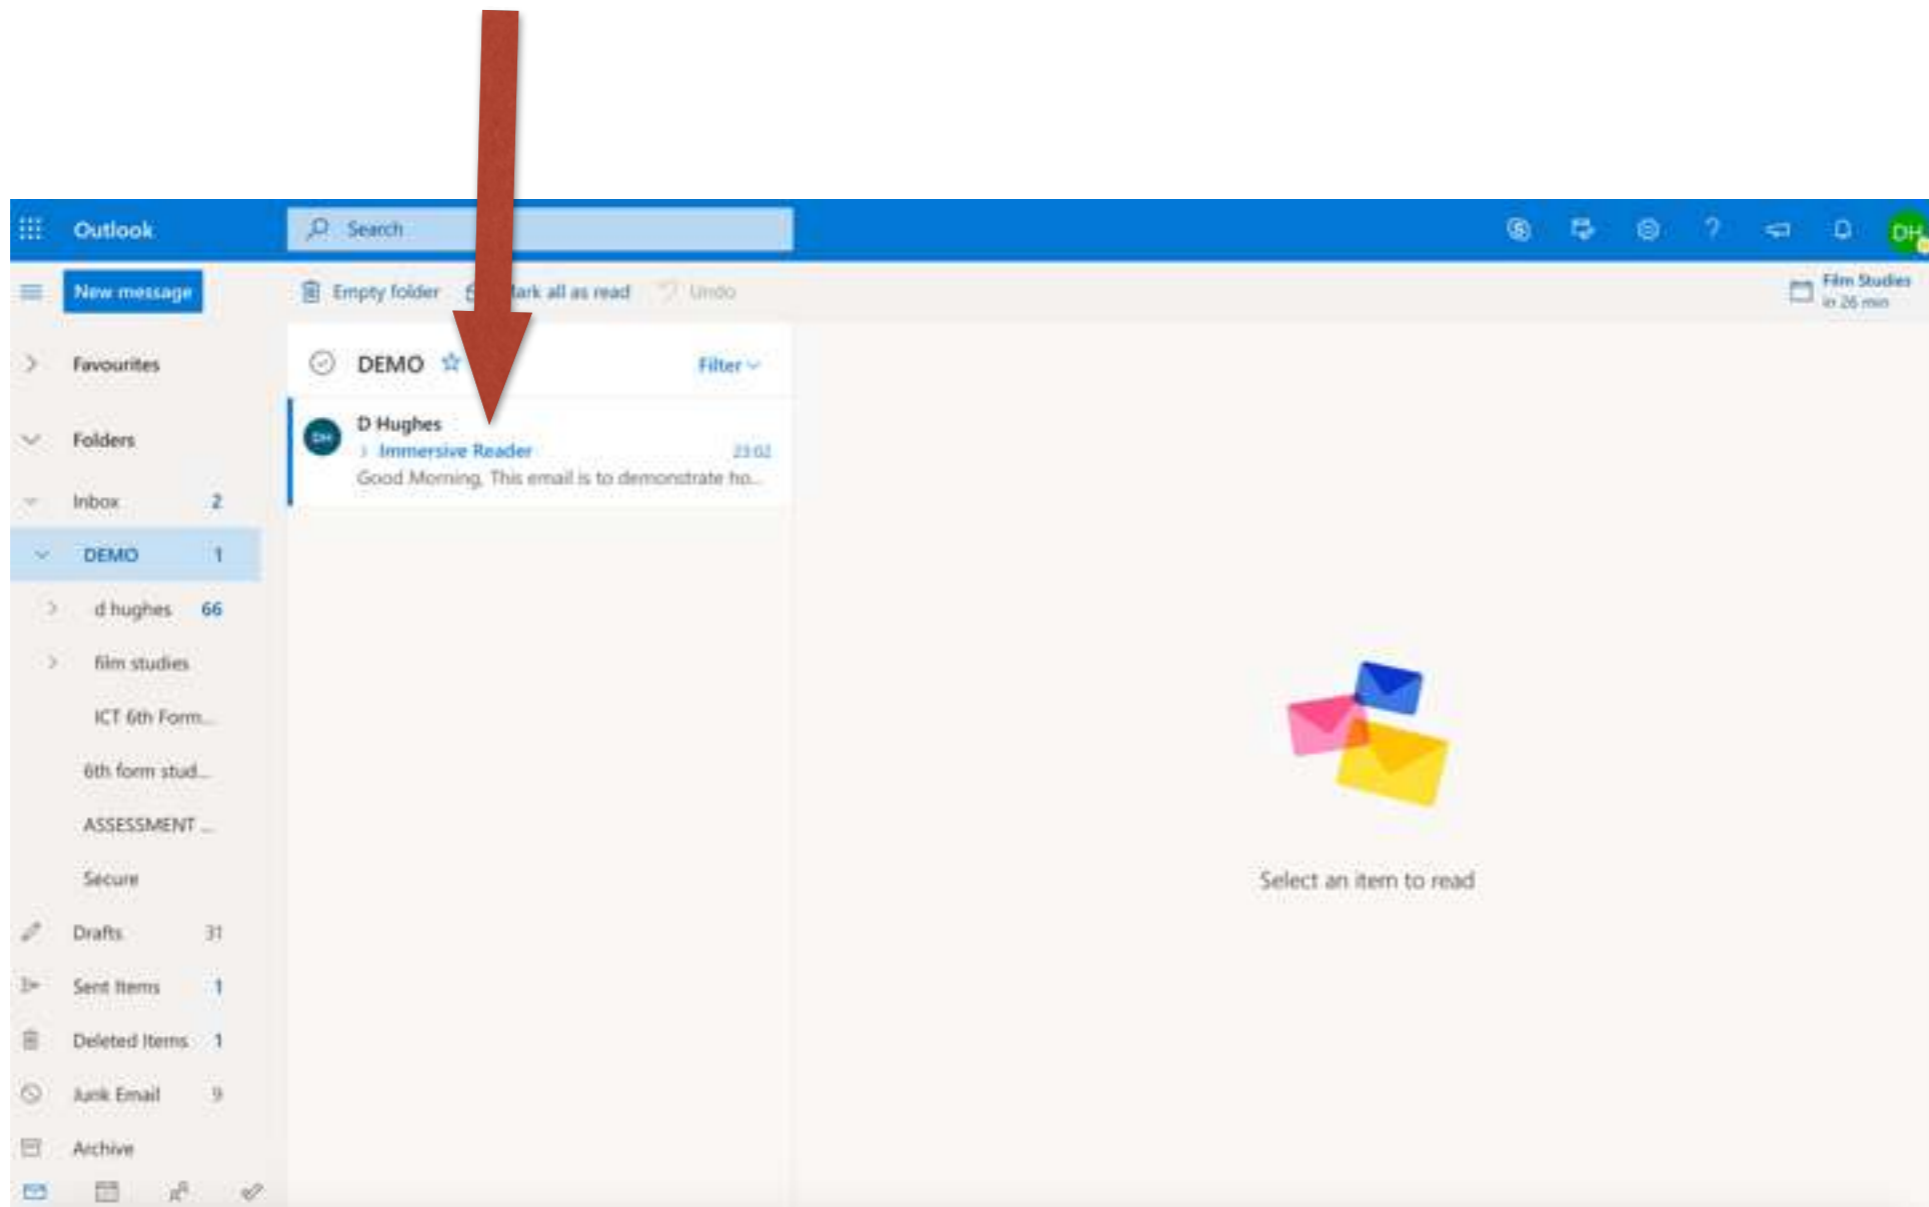 Outlook
Search
DH
New message
Empty folder
Mark all as read
Undo
Film Studies
in 26 min
Favourites
DEMO
Filter
D Hughes
DH
Immersive Reader
23:02
Good Morning, This email is to demonstrate ho...
Folders
Inbox 2
DEMO 1
d hughes 66
film studies
ICT 6th Form...
6th form stud...
ASSESSMENT ...
Secure
Select an item to read
Drafts 31
Sent Items 1
Deleted Items 1
Junk Email 9
Archive